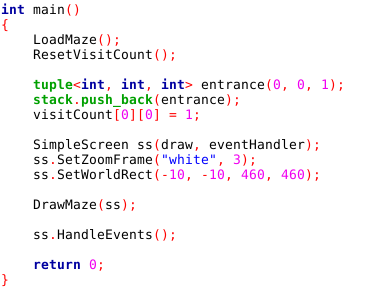 int main()
{
    LoadMaze();
    ResetVisitCount();

    tuple<int, int, int> entrance(0, 0, 1);
    stack.push_back(entrance);
    visitCount[0][0] = 1;

    SimpleScreen ss(draw, eventHandler);
    ss.SetZoomFrame("white", 3);
    ss.SetWorldRect(-10, -10, 460, 460);

    DrawMaze(ss);

    ss.HandleEvents();

    return 0;
}